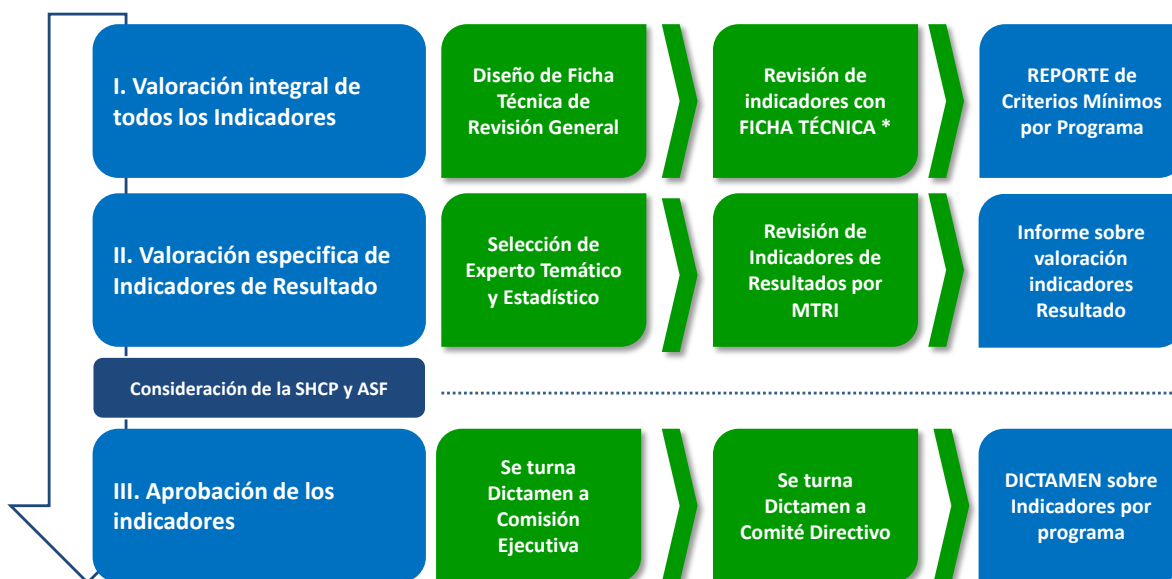 I. Valoración integral de
todos los Indicadores
Diseño de Ficha
Técnica de
Revisión General
Revisión de
indicadores con
FICHA TÉCNICA *
REPORTE de
Criterios Mínimos
por Programa
II. Valoración especifica de
Indicadores de Resultado
Selección de
Experto Temático
y Estadístico
Revisión de
Indicadores de
Resultados por
MTRI
Informe sobre
valoración
indicadores
Resultado
Consideración de la SHCP y ASF
III. Aprobación de los
indicadores
Se turna
Dictamen a
Comisión
Ejecutiva
Se turna
Dictamen a
Comité Directivo
DICTAMEN sobre
Indicadores por
programa